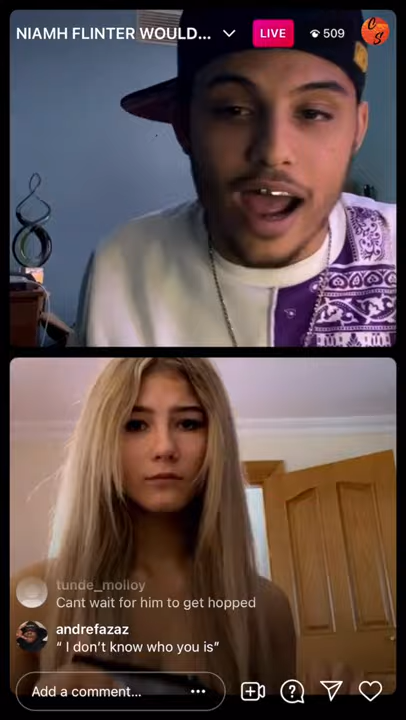 NIAMH FLINTER WOULD...
LIVE
509
CS
tunde_molloy
Cant wait for him to get hopped
andrefazaz
“ I don’t know who you is”
Add a comment...